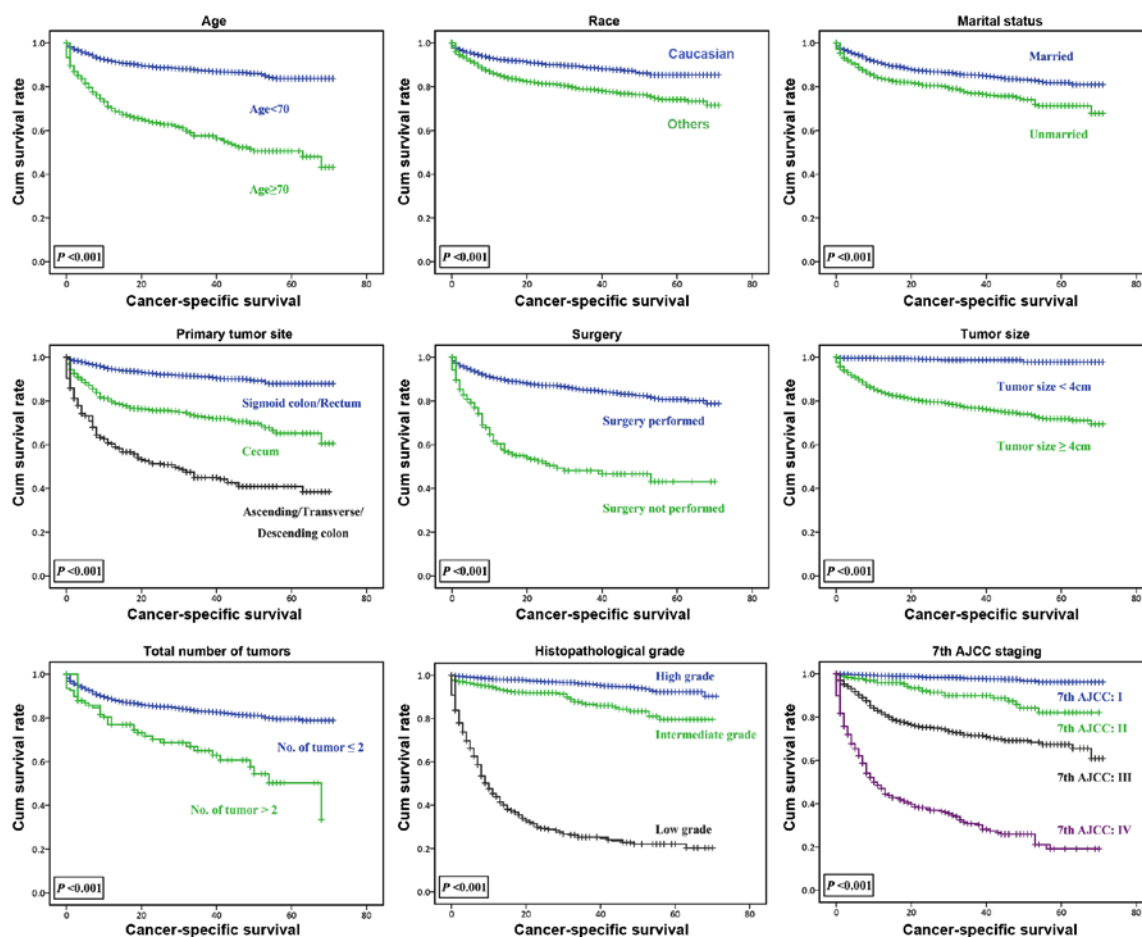 Age
Cum survival rate
1.0
0.8
0.6
0.4
0.2
0.0
Age<70
Age≥70
P <0.001
0 20 40 60 80
Cancer-specific survival
Race
Cum survival rate
1.0
0.8
0.6
0.4
0.2
0.0
Caucasian
Others
P <0.001
0 20 40 60 80
Cancer-specific survival
Marital status
Cum survival rate
1.0
0.8
0.6
0.4
0.2
0.0
Married
Unmarried
P <0.001
0 20 40 60 80
Cancer-specific survival
Primary tumor site
Cum survival rate
1.0
0.8
0.6
0.4
0.2
0.0
Sigmoid colon/Rectum
Cecum
Ascending/Transverse/
Descending colon
P <0.001
0 20 40 60 80
Cancer-specific survival
Surgery
Cum survival rate
1.0
0.8
0.6
0.4
0.2
0.0
Surgery performed
Surgery not performed
P <0.001
0 20 40 60 80
Cancer-specific survival
Tumor size
Cum survival rate
1.0
0.8
0.6
0.4
0.2
0.0
Tumor size < 4cm
Tumor size ≥ 4cm
P <0.001
0 20 40 60 80
Cancer-specific survival
Total number of tumors
Cum survival rate
1.0
0.8
0.6
0.4
0.2
0.0
No. of tumor ≤ 2
No. of tumor > 2
P <0.001
0 20 40 60 80
Cancer-specific survival
Histopathological grade
Cum survival rate
1.0
0.8
0.6
0.4
0.2
0.0
High grade
Intermediate grade
Low grade
P <0.001
0 20 40 60 80
Cancer-specific survival
7th AJCC staging
Cum survival rate
1.0
0.8
0.6
0.4
0.2
0.0
7th AJCC: I
7th AJCC: II
7th AJCC: III
7th AJCC: IV
P <0.001
0 20 40 60 80
Cancer-specific survival